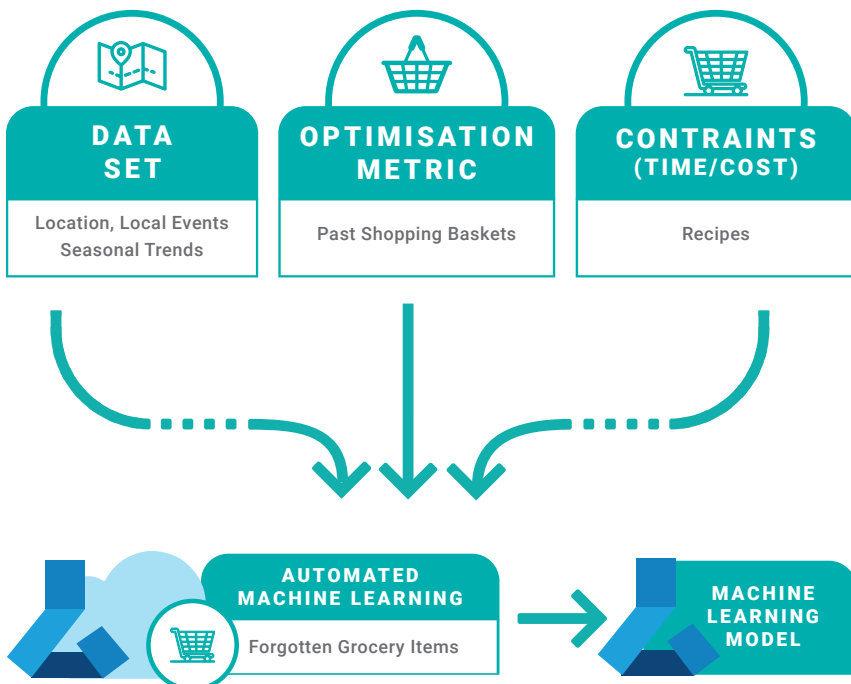 DATA
SET
Location, Local Events
Seasonal Trends
OPTIMISATION
METRIC
Past Shopping Baskets
CONTRAINTS
(TIME/COST)
Recipes
AUTOMATED
MACHINE LEARNING
Forgotten Grocery Items
MACHINE
LEARNING
MODEL